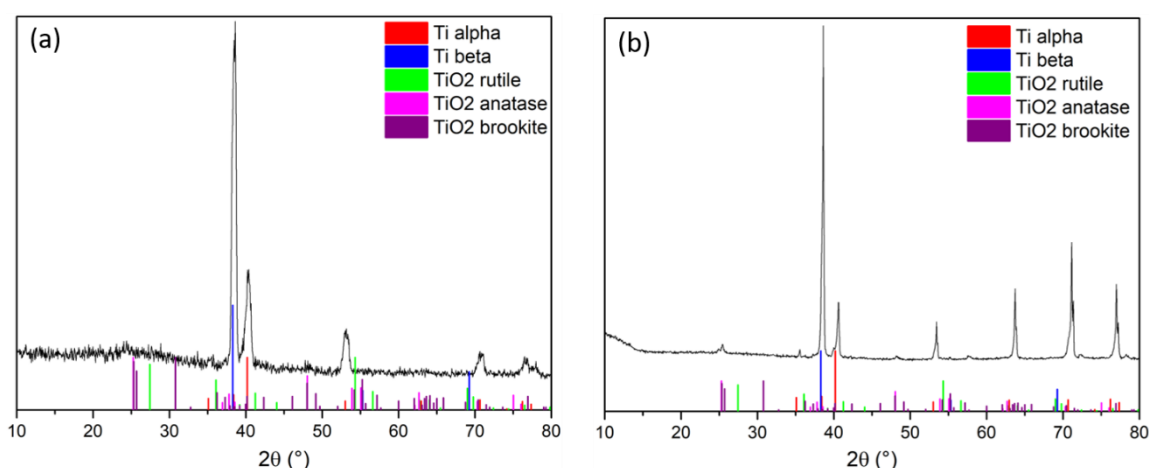 (a)
Ti alpha
Ti beta
TiO2 rutile
TiO2 anatase
TiO2 brookite
10 20 30 40 50 60 70 80
2θ (°)
(b)
Ti alpha
Ti beta
TiO2 rutile
TiO2 anatase
TiO2 brookite
10 20 30 40 50 60 70 80
2θ (°)